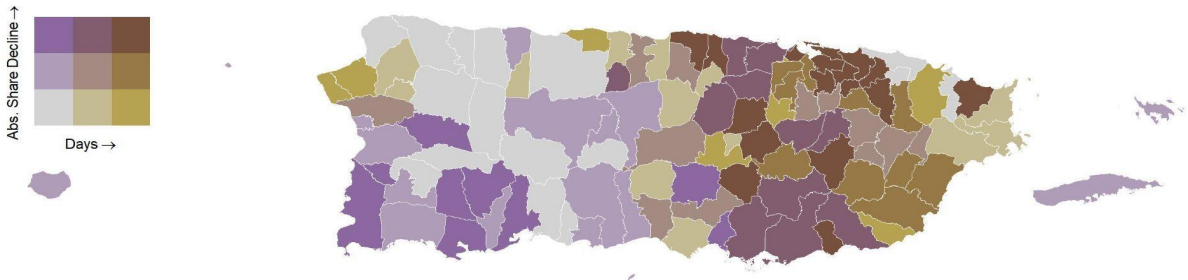 Abs. Share Decline →
Days →